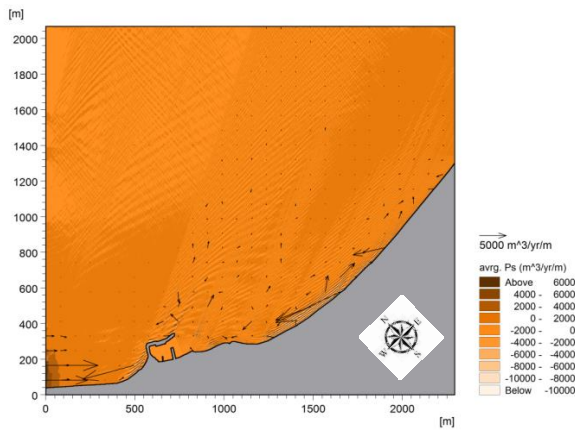 [m]
2000
1800
1600
1400
1200
1000
800
600
400
200
0
0 500 1000 1500 2000
[m]
N E
W S
5000 m^3/yr/m
avrg. Ps (m^3/yr/m)
Above 6000
4000 - 6000
2000 - 4000
0 - 2000
-2000 - 0
-4000 - -2000
-6000 - -4000
-8000 - -6000
-10000 - -8000
Below -10000